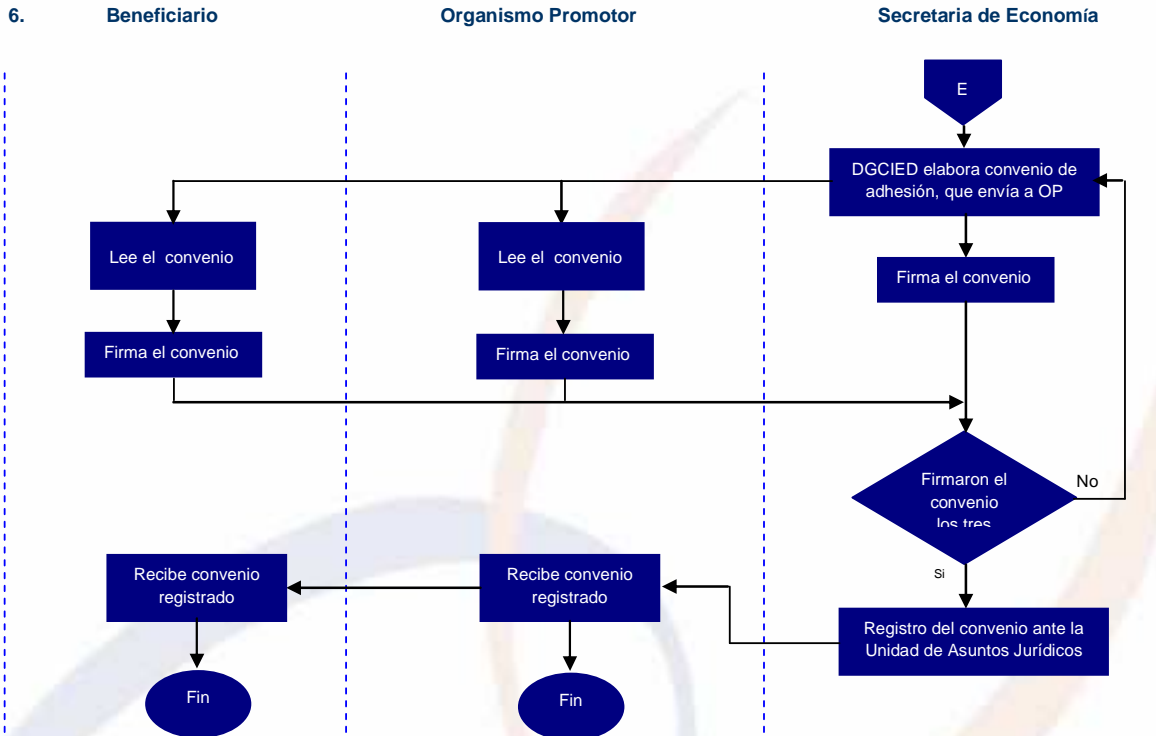 6. Beneficiario Organismo Promotor Secretaria de Economía
E
DGCIED elabora convenio de
adhesión, que envía a OP
Lee el convenio
Lee el convenio
Firma el convenio
Firma el convenio
Firma el convenio
Firmaron el
convenio
los tres
No
Si
Recibe convenio
registrado
Recibe convenio
registrado
Registro del convenio ante la
Unidad de Asuntos Jurídicos
Fin
Fin